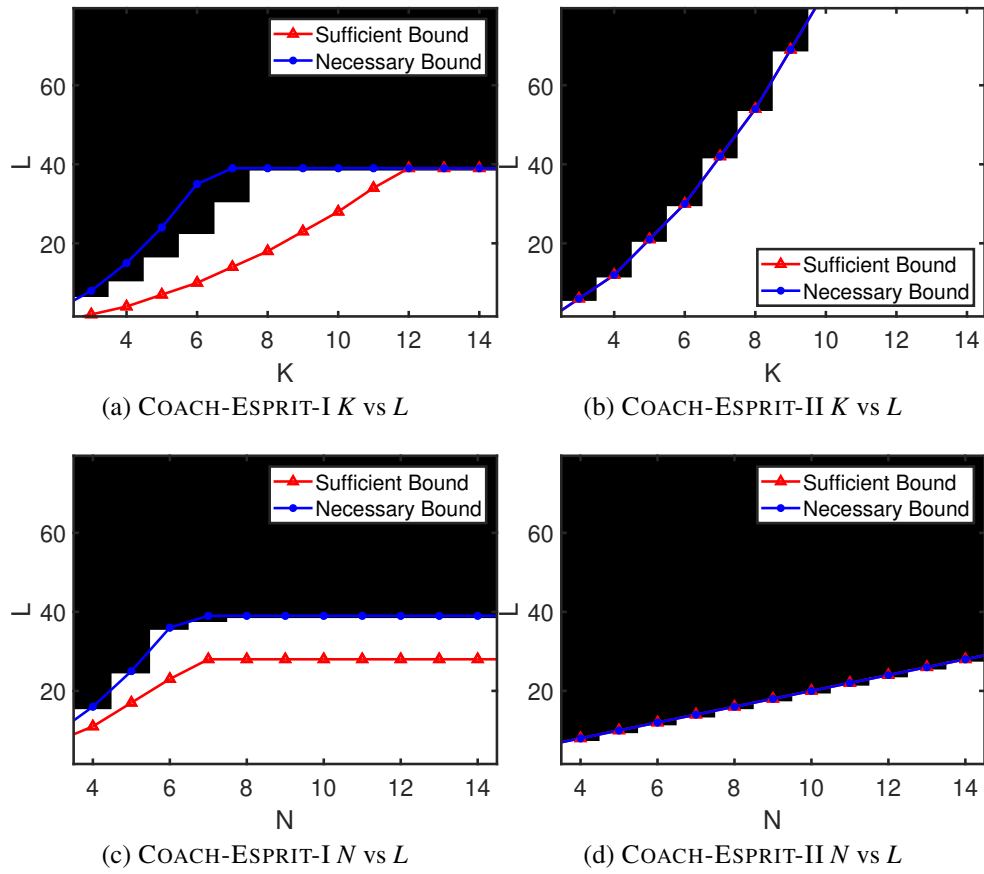 Sufficient Bound
Necessary Bound
60
40
20
L
4 6 8 10 12 14
K
(a) COACH-ESPRIT-I K vs L
Sufficient Bound
Necessary Bound
60
40
20
L
4 6 8 10 12 14
K
(b) COACH-ESPRIT-II K vs L
Sufficient Bound
Necessary Bound
60
40
20
L
4 6 8 10 12 14
N
(c) COACH-ESPRIT-I N vs L
Sufficient Bound
Necessary Bound
60
40
20
L
4 6 8 10 12 14
N
(d) COACH-ESPRIT-II N vs L